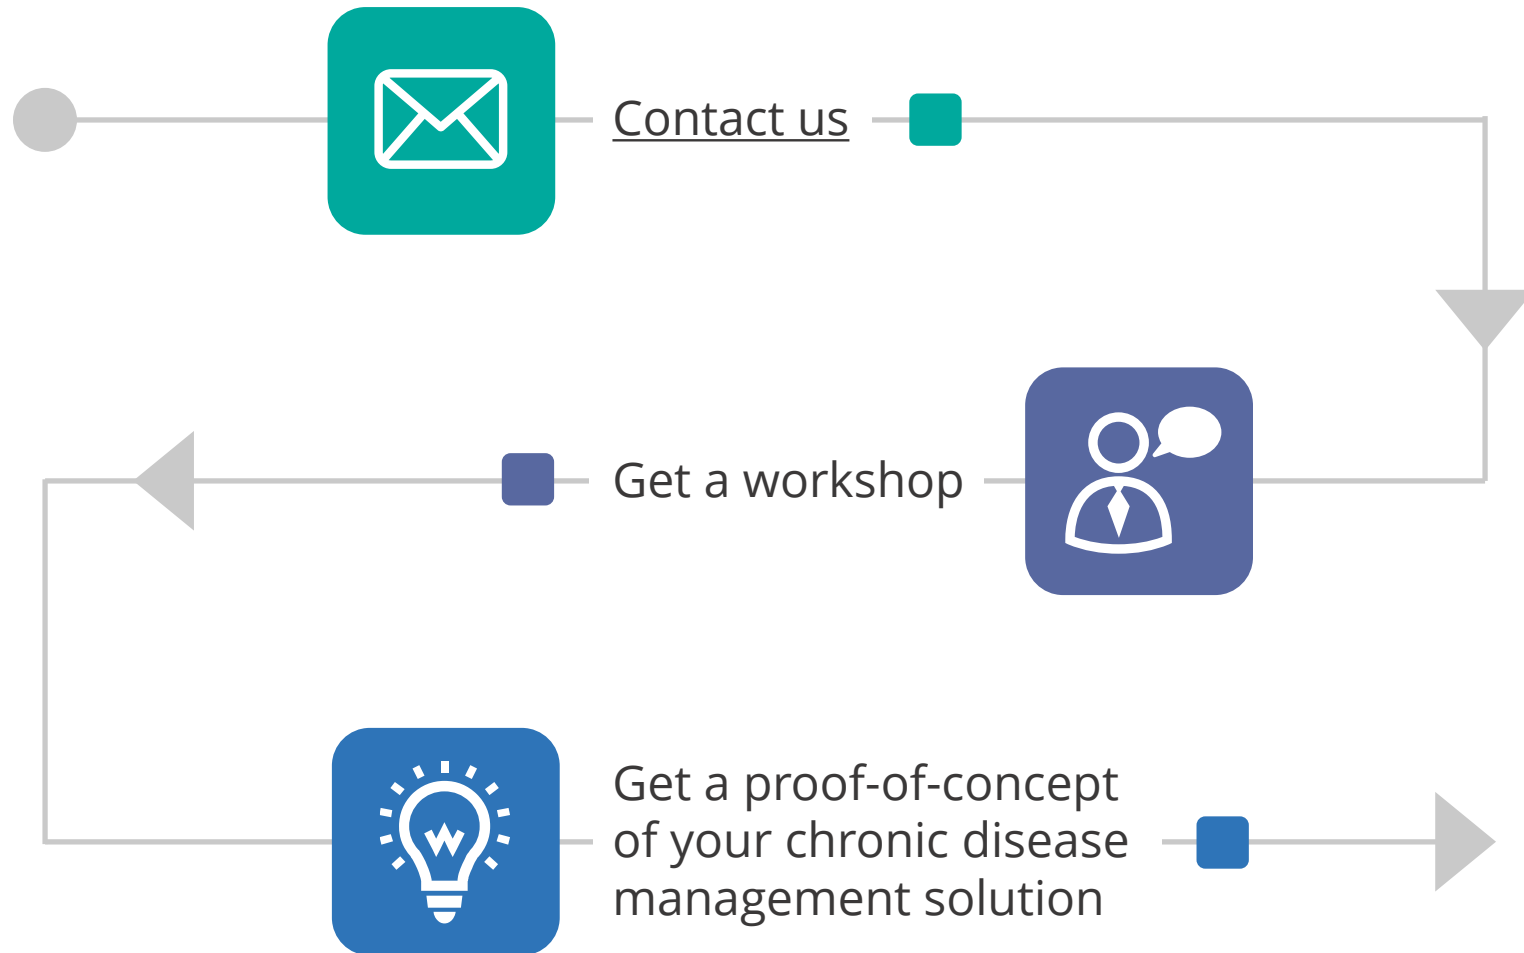 Contact us
Get a workshop
Get a proof-of-concept
of your chronic disease
management solution